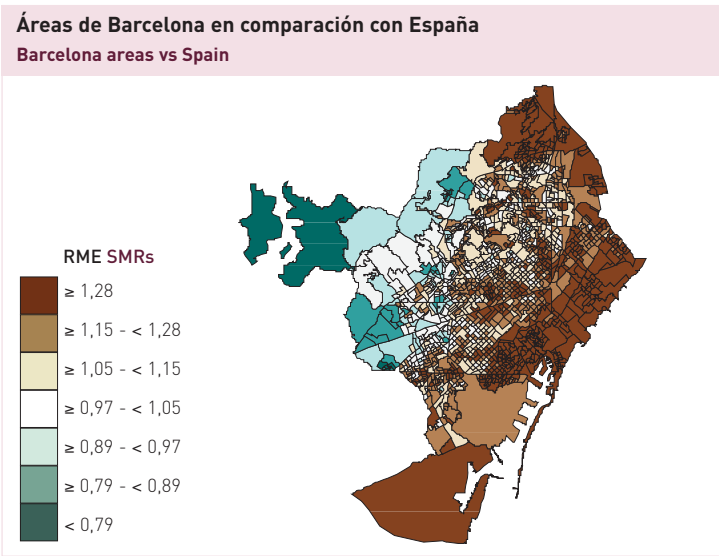 Áreas de Barcelona en comparación con España
Barcelona areas vs Spain
RME SMRs
≥ 1,28
≥ 1,15 - < 1,28
≥ 1,05 - < 1,15
≥ 0,97 - < 1,05
≥ 0,89 - < 0,97
≥ 0,79 - < 0,89
< 0,79